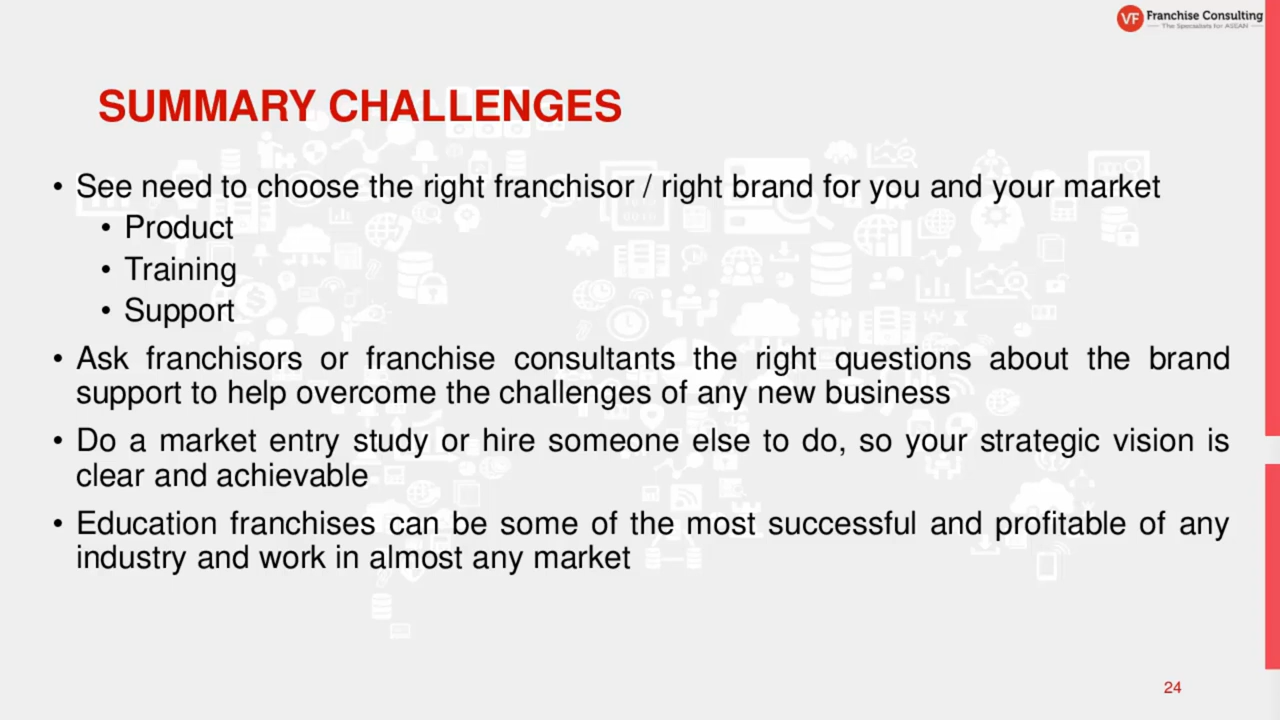 VF Franchise Consulting
The Specialists for ASEAN
SUMMARY CHALLENGES
• See need to choose the right franchisor / right brand for you and your market
• Product
• Training
• Support
• Ask franchisors or franchise consultants the right questions about the brand
support to help overcome the challenges of any new business
• Do a market entry study or hire someone else to do, so your strategic vision is
clear and achievable
• Education franchises can be some of the most successful and profitable of any
industry and work in almost any market
24